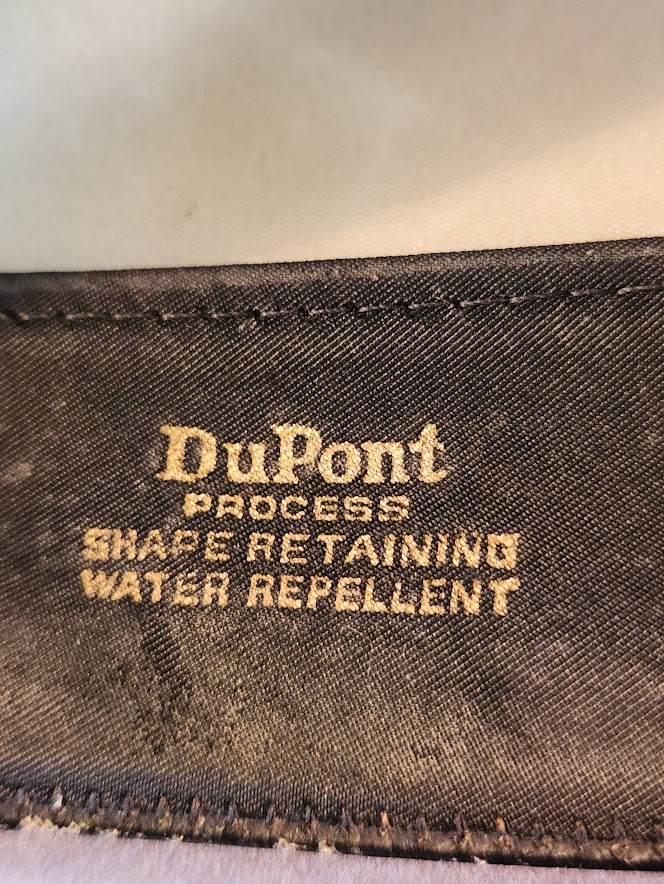 DuPont
PROCESS
SHAPE RETAINING
WATER REPELLENT